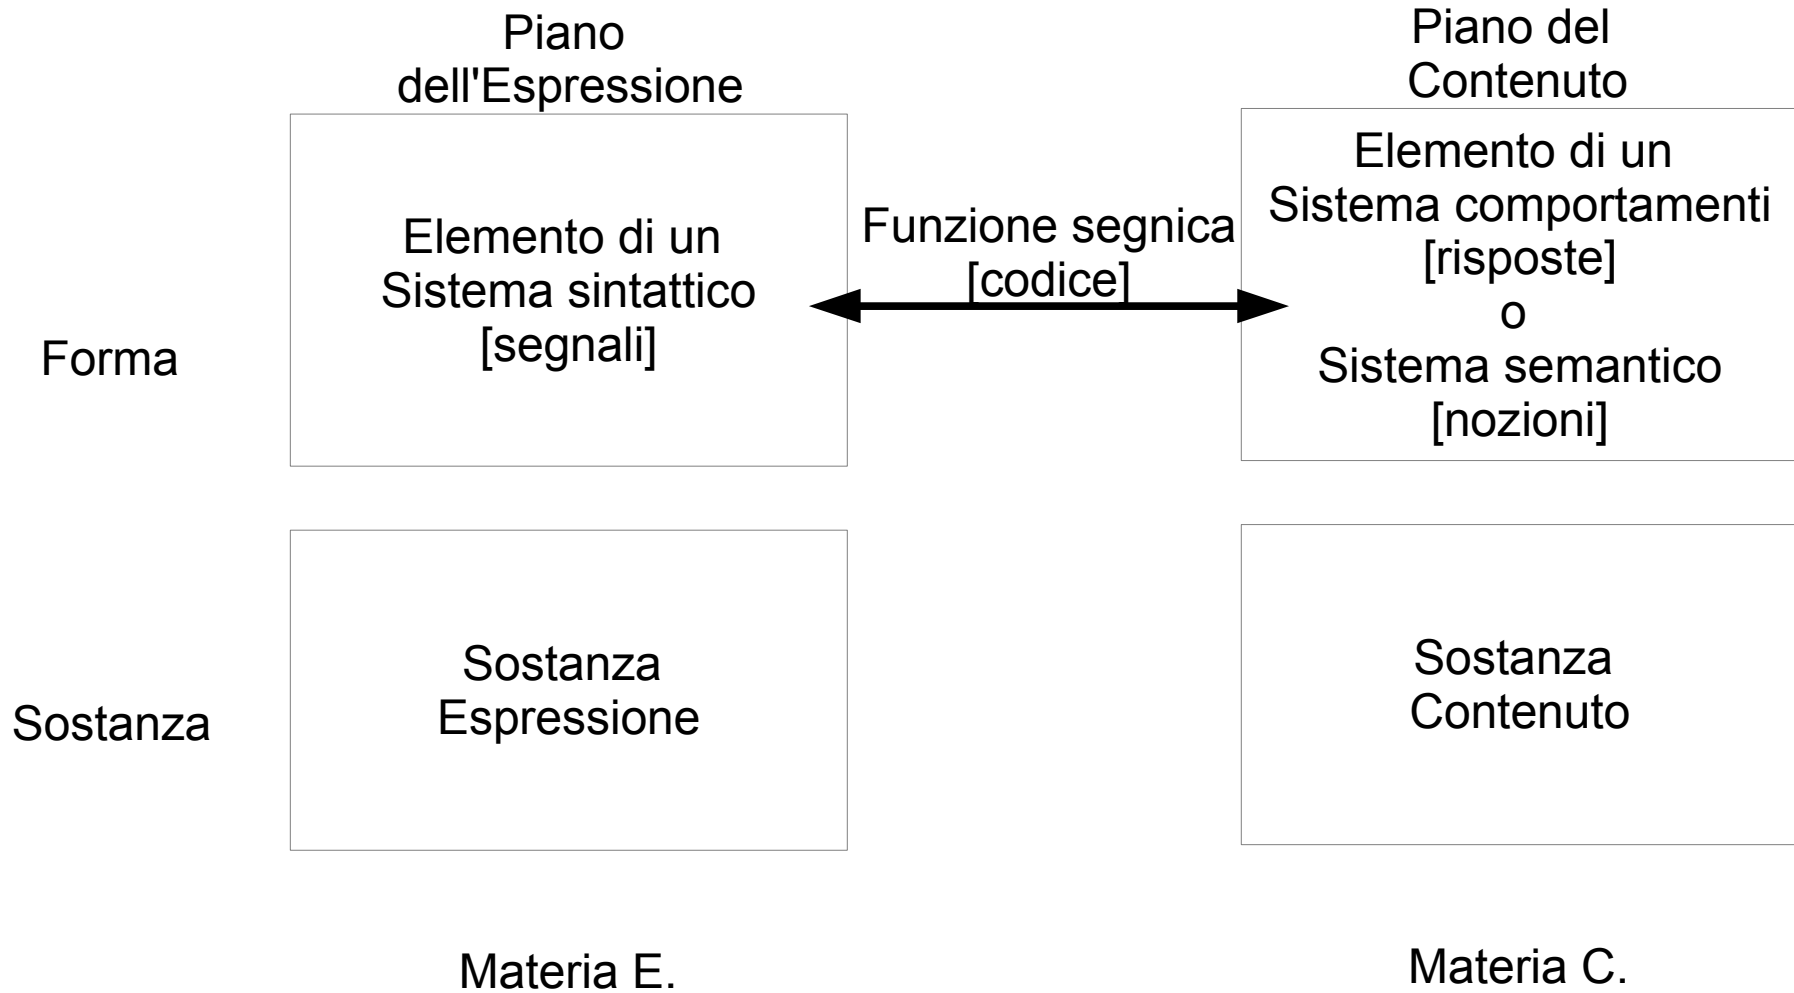 Piano
dell'Espressione
Piano del
Contenuto
Forma
Elemento di un
Sistema sintattico
[segnali]
Funzione segnica
[codice]
Elemento di un
Sistema comportamenti
[risposte]
o
Sistema semantico
[nozioni]
Sostanza
Sostanza
Espressione
Sostanza
Contenuto
Materia E.
Materia C.